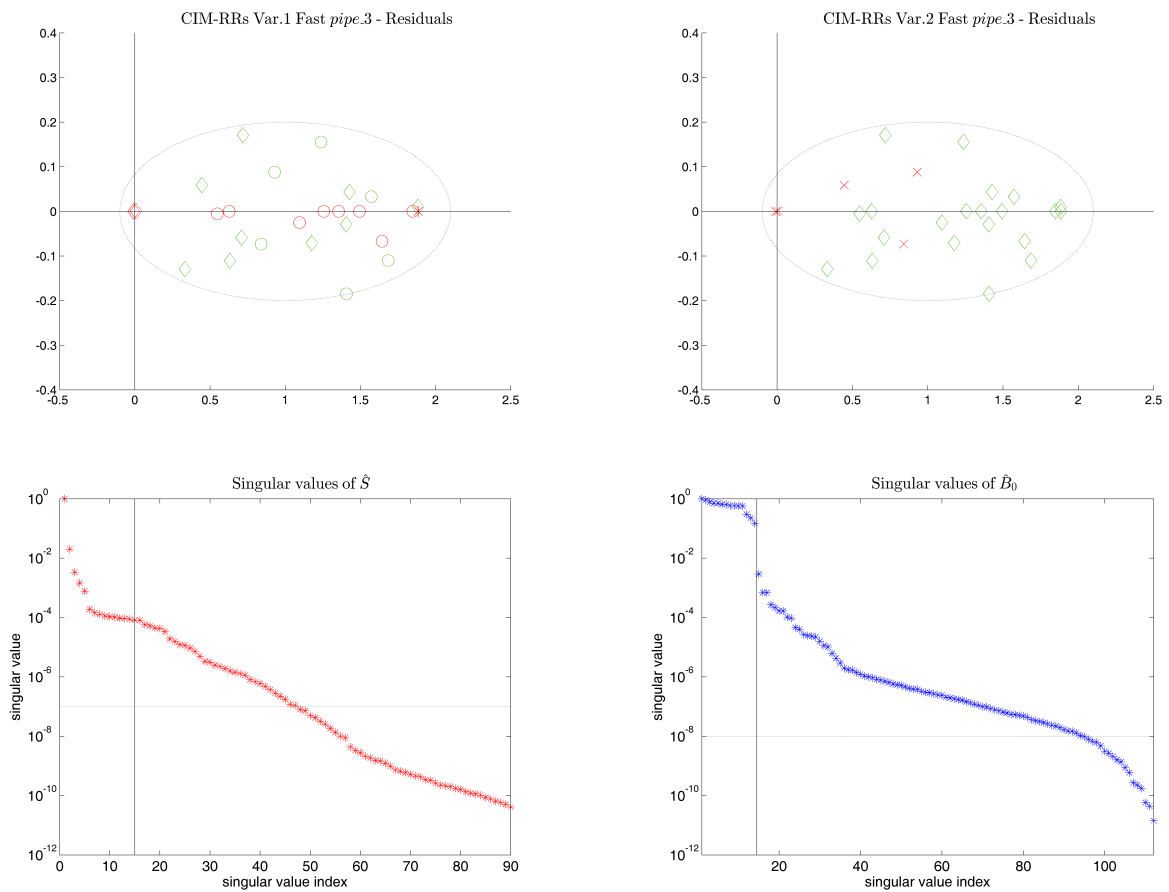 CIM-RRs Var.1 Fast pipe_3 - Residuals
0.4
0.3
0.2
0.1
0
-0.1
-0.2
-0.3
-0.4
-0.5 0 0.5 1 1.5 2 2.5
CIM-RRs Var.2 Fast pipe_3 - Residuals
0.4
0.3
0.2
0.1
0
-0.1
-0.2
-0.3
-0.4
-0.5 0 0.5 1 1.5 2 2.5
Singular values of Ŝ
10^0
10^-2
10^-4
10^-6
10^-8
10^-10
10^-12
singular value
0 10 20 30 40 50 60 70 80 90
singular value index
Singular values of B̂₀
10^0
10^-2
10^-4
10^-6
10^-8
10^-10
10^-12
singular value
20 40 60 80 100
singular value index